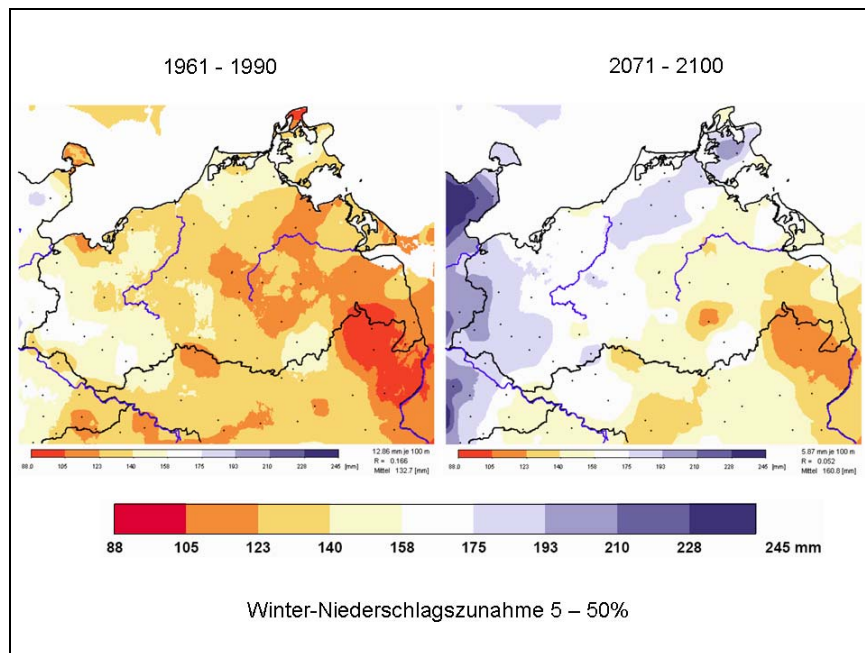 1961 - 1990
2071 - 2100
12.86 mm je 100 m
R = 0.166
Mittel 132.7 [mm]
88.0 105 123 140 158 175 193 210 228 245 [mm]
5.87 mm je 100 m
R = 0.052
Mittel 160.8 [mm]
88.0 105 123 140 158 175 193 210 228 245 [mm]
88 105 123 140 158 175 193 210 228 245 mm
Winter-Niederschlagszunahme 5 – 50%